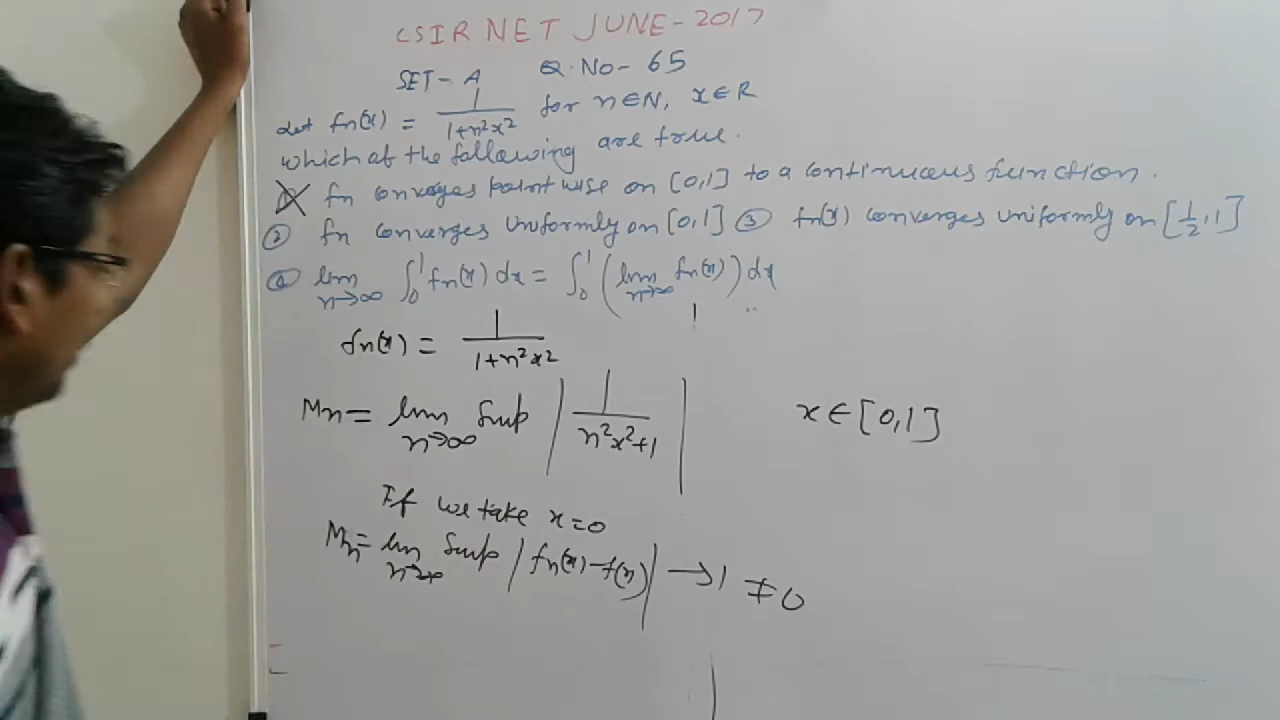 CSIR NET JUNE-2017
SET-A Q.No-65
Let fn(x) = 1/(1+n²x²) for n∈N, x∈R
which of the following are true.
① fn converges pointwise on [0,1] to a continuous function.
② fn converges uniformly on [0,1] ③ fn(x) converges uniformly on [1/2,1]
④ lim n→∞ ∫₀¹ fn(x) dx = ∫₀¹ (lim n→∞ fn(x)) dx
fn(x) = 1/(1+n²x²)
Mn = lim n→∞ Sup |1/(n²x²+1)| x∈[0,1]
If we take x=0
Mn = lim n→∞ Sup |fn(x)-f(x)| → 1 ≠ 0